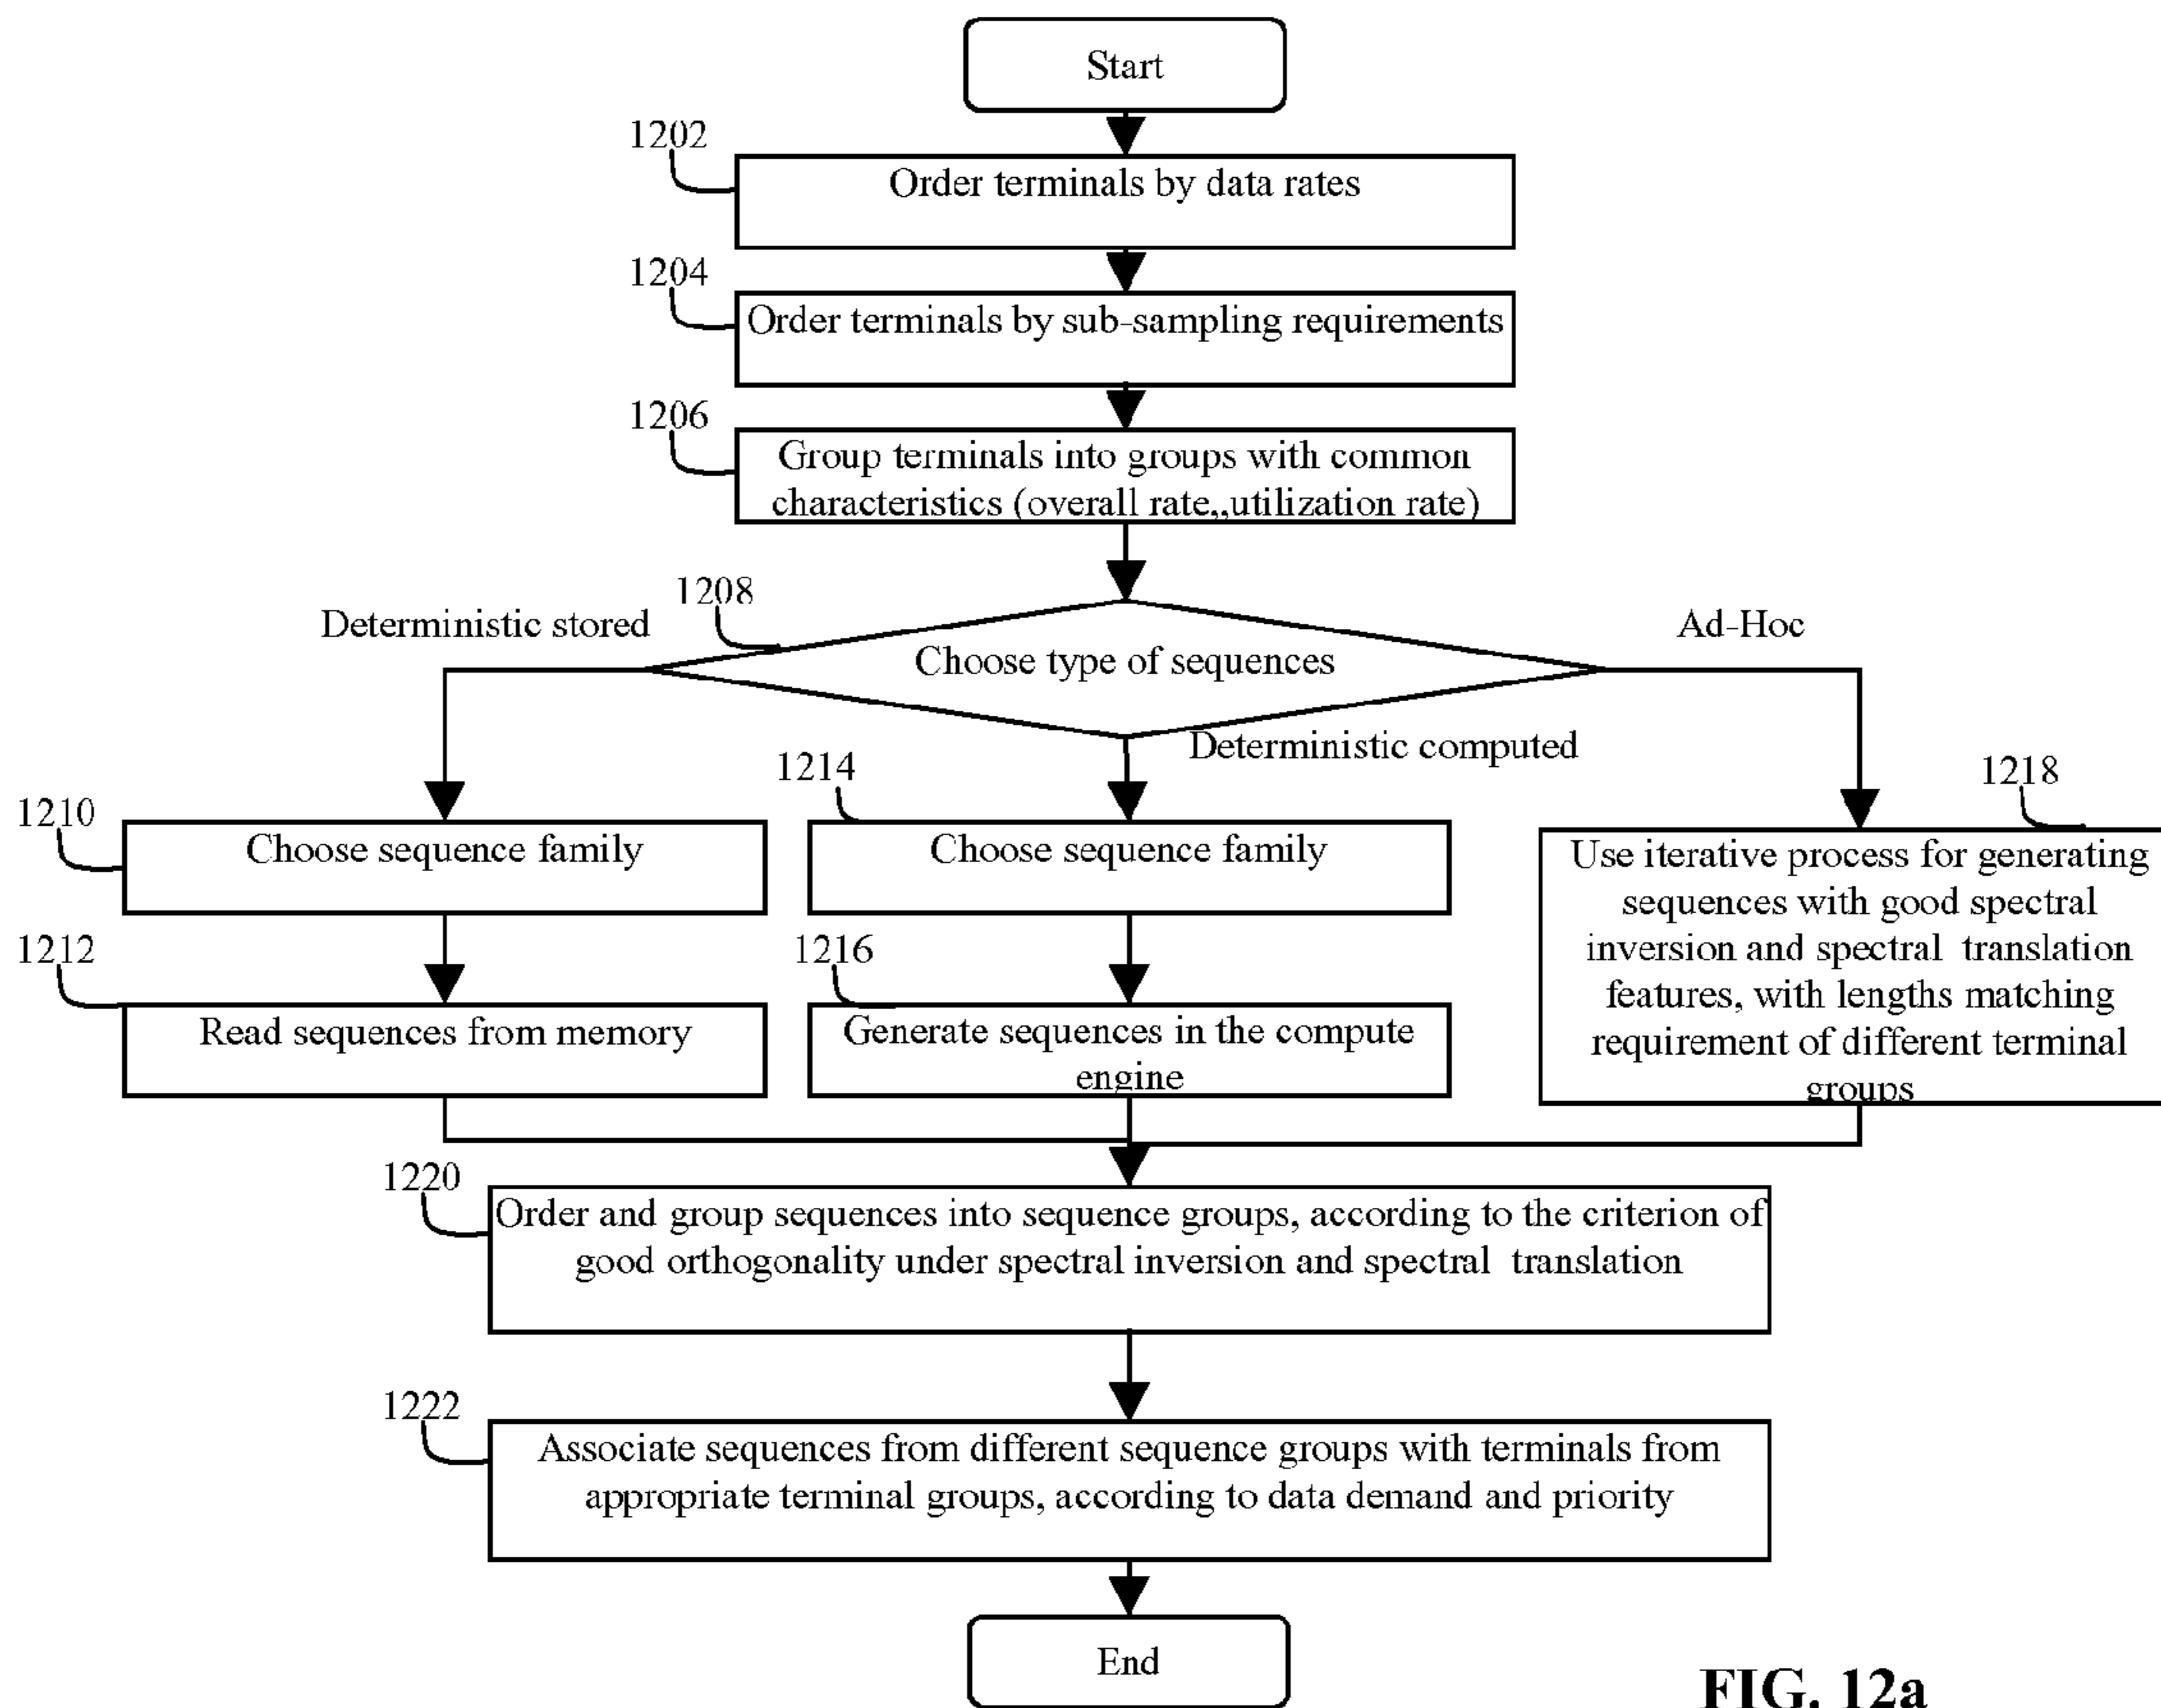 Start
1202
Order terminals by data rates
1204
Order terminals by sub-sampling requirements
1206
Group terminals into groups with common
characteristics (overall rate,,utilization rate)
1208
Deterministic stored
Ad-Hoc
Choose type of sequences
Deterministic computed
1210
Choose sequence family
1214
Choose sequence family
1218
Use iterative process for generating
sequences with good spectral
inversion and spectral translation
features, with lengths matching
requirement of different terminal
groups
1212
Read sequences from memory
1216
Generate sequences in the compute
engine
1220
Order and group sequences into sequence groups, according to the criterion of
good orthogonality under spectral inversion and spectral translation
1222
Associate sequences from different sequence groups with terminals from
appropriate terminal groups, according to data demand and priority
End
FIG. 12a